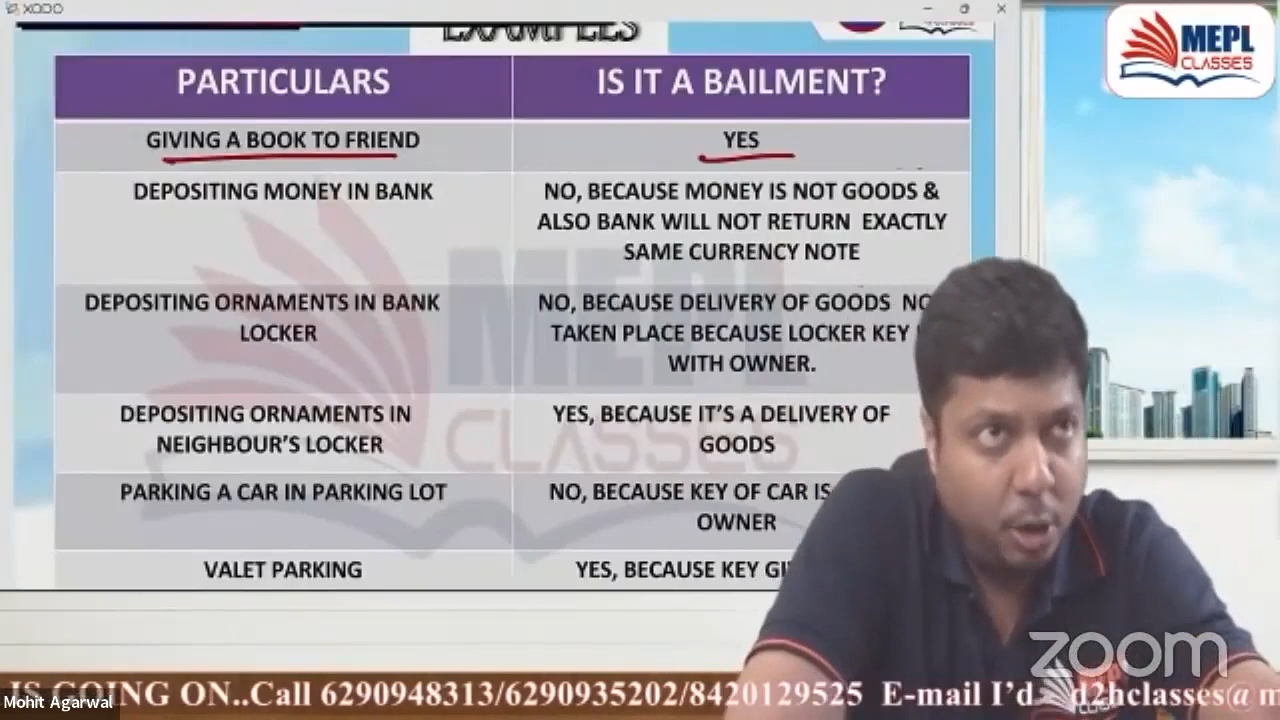 XODO
EXAMPLES
MEPL
CLASSES
PARTICULARS
IS IT A BAILMENT?
GIVING A BOOK TO FRIEND
YES
DEPOSITING MONEY IN BANK
NO, BECAUSE MONEY IS NOT GOODS &
ALSO BANK WILL NOT RETURN EXACTLY
SAME CURRENCY NOTE
DEPOSITING ORNAMENTS IN BANK
LOCKER
NO, BECAUSE DELIVERY OF GOODS
TAKEN PLACE BECAUSE LOCKER KEY
WITH OWNER.
DEPOSITING ORNAMENTS IN
NEIGHBOUR'S LOCKER
YES, BECAUSE IT'S A DELIVERY OF
GOODS
PARKING A CAR IN PARKING LOT
NO, BECAUSE KEY OF CAR IS
OWNER
VALET PARKING
YES, BECAUSE KEY
MEPL
CLASSES
zoom
IS GOING ON..Call 6290948313/6290935202/8420129525 E-mail I'd d2hclasses@
Mohit Agarwal